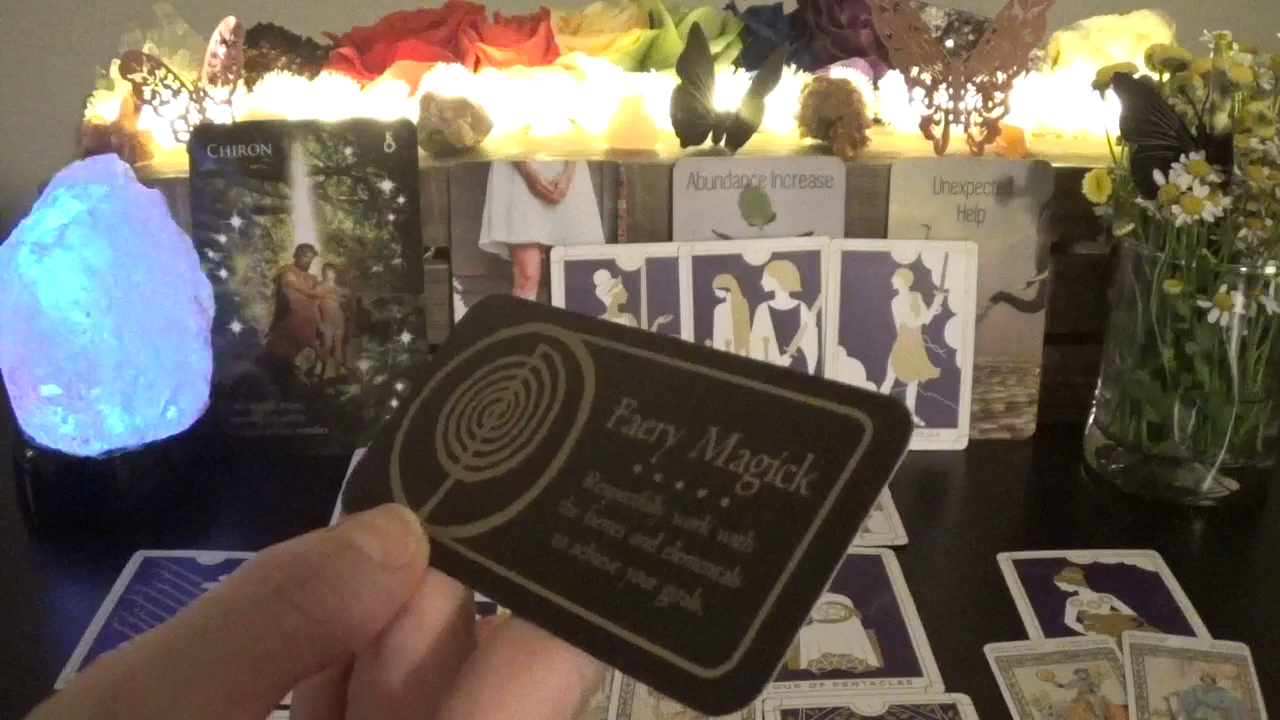 CHIRON
Abundance Increase
Unexpected
Help
Faery Magick
Respectfully work with
the faeries and elementals
to achieve your goals.
OF PENTACLES